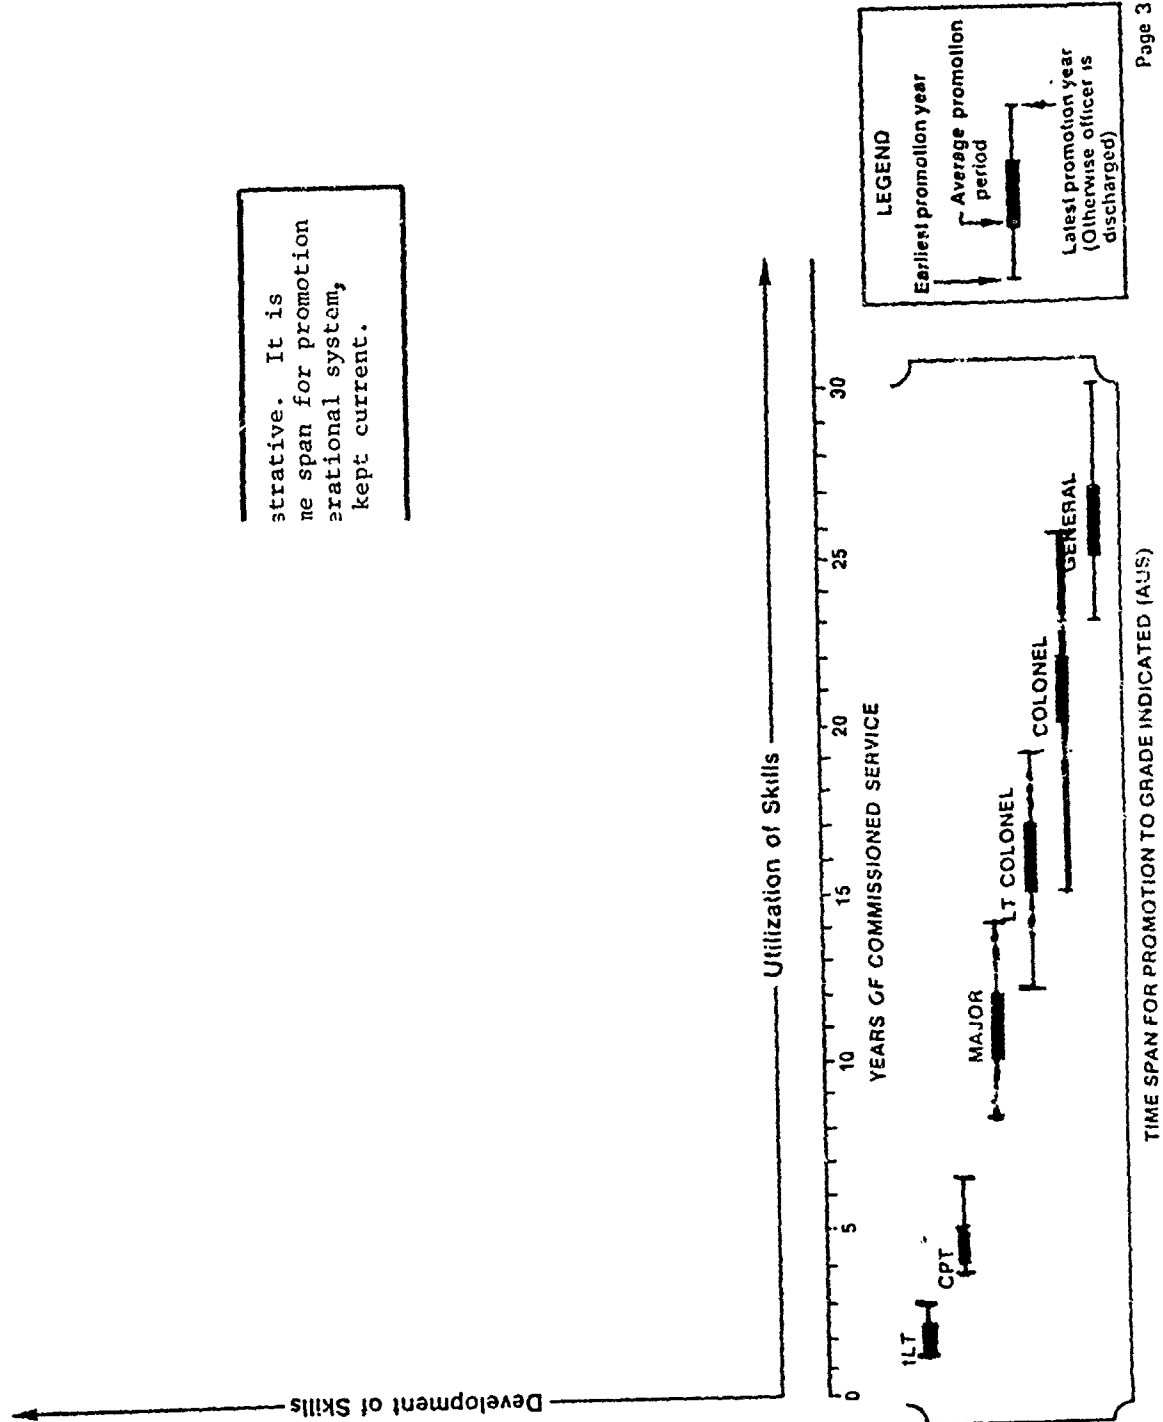 strative. It is
ne span for promotion
erational system,
kept current.
Development of Skills
Utilization of Skills
0
5
10
15
20
25
30
YEARS OF COMMISSIONED SERVICE
1LT
CPT
MAJOR
LT COLONEL
COLONEL
GENERAL
TIME SPAN FOR PROMOTION TO GRADE INDICATED (AUS)
LEGEND
Earliest promotion year
Average promotion
period
Latest promotion year
(Otherwise officer is
discharged)
Page 3